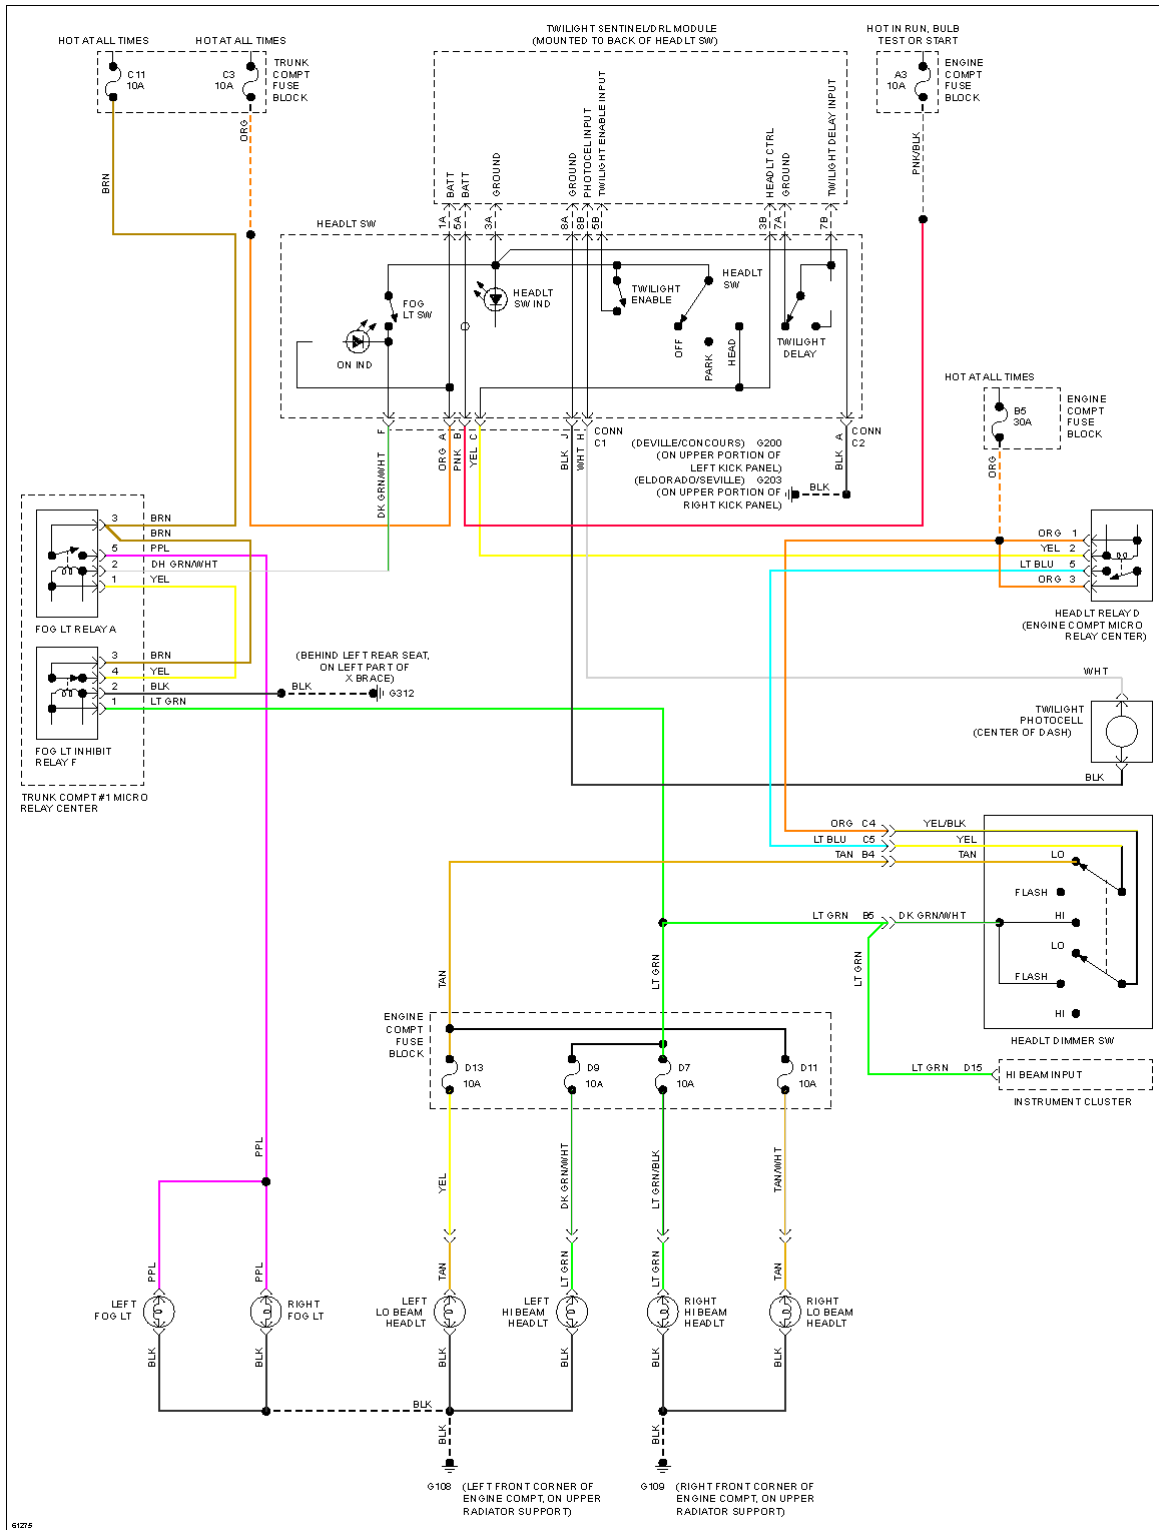 HOT AT ALL TIMES
HOT AT ALL TIMES
C11
10A
C3
10A
TRUNK
COMPT
FUSE
BLOCK
TWILIGHT SENTINEL/DRL MODULE
(MOUNTED TO BACK OF HEADLT SW)
HOT IN RUN, BULB
TEST OR START
A3
10A
ENGINE
COMPT
FUSE
BLOCK
BRN
ORG
PNK/BLK
BATT
BATT
GROUND
GROUND
PHOTOCEL INPUT
TWILIGHT ENABLE INPUT
HEADLT CTRL
GROUND
TWILIGHT DELAY INPUT
1A
5A
3A
8A
8B
5B
3B
7A
7B
HEADLT SW
FOG
LT SW
ON IND
HEADLT
SW IND
TWILIGHT
ENABLE
HEADLT
SW
OFF
PARK
HEAD
TWILIGHT
DELAY
F
A
B
C
J
H
CONN
C1
A
CONN
C2
DK GRN/WHT
ORG
PNK
YEL
BLK
WHT
BLK
(DEVILLE/CONCOURS) G200
(ON UPPER PORTION OF
LEFT KICK PANEL)
(ELDORADO/SEVILLE) G203
(ON UPPER PORTION OF
RIGHT KICK PANEL)
BLK
HOT AT ALL TIMES
B5
30A
ENGINE
COMPT
FUSE
BLOCK
ORG
3 BRN
BRN
5 PPL
2 DH GRN/WHT
1 YEL
FOG LT RELAY A
3 BRN
4 YEL
2 BLK
1 LT GRN
FOG LT INHIBIT
RELAY F
TRUNK COMPT #1 MICRO
RELAY CENTER
(BEHIND LEFT REAR SEAT,
ON LEFT PART OF
X BRACE)
BLK
G312
ORG 1
YEL 2
LT BLU 5
ORG 3
HEADLT RELAY D
(ENGINE COMPT MICRO
RELAY CENTER)
WHT
TWILIGHT
PHOTOCELL
(CENTER OF DASH)
BLK
ORG C4 YEL/BLK
LT BLU C5 YEL
TAN B4 TAN
LO
FLASH
LT GRN B5 DK GRN/WHT
HI
LO
FLASH
HI
HEADLT DIMMER SW
TAN
LT GRN
LT GRN
LT GRN D15
HI BEAM INPUT
INSTRUMENT CLUSTER
ENGINE
COMPT
FUSE
BLOCK
D13
10A
D9
10A
D7
10A
D11
10A
PPL
YEL
DK GRN/WHT
LT GRN/BLK
TAN/WHT
PPL
PPL
TAN
LT GRN
LT GRN
TAN
LEFT
FOG LT
RIGHT
FOG LT
LEFT
LO BEAM
HEADLT
LEFT
HI BEAM
HEADLT
RIGHT
HI BEAM
HEADLT
RIGHT
LO BEAM
HEADLT
BLK
BLK
BLK
BLK
BLK
BLK
BLK
BLK
BLK
G108 (LEFT FRONT CORNER OF
ENGINE COMPT, ON UPPER
RADIATOR SUPPORT)
G109 (RIGHT FRONT CORNER OF
ENGINE COMPT, ON UPPER
RADIATOR SUPPORT)
61275